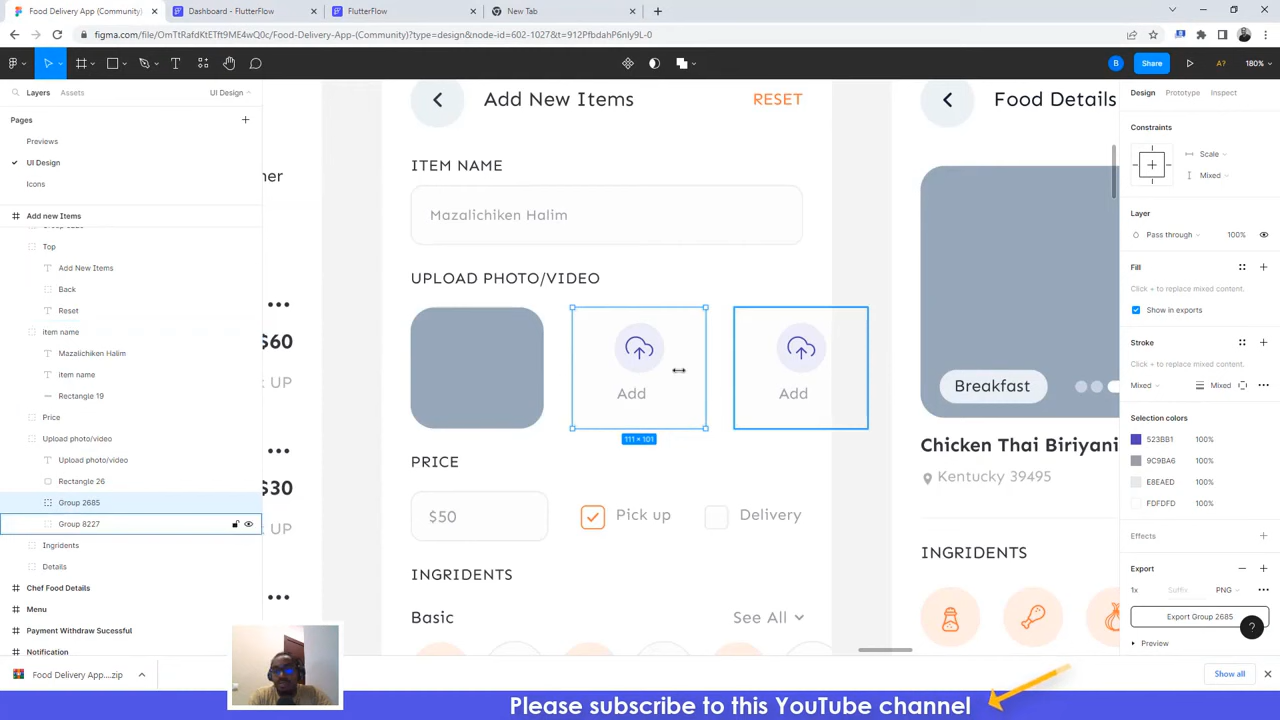 Food Delivery App (Community)
Dashboard - FlutterFlow
FlutterFlow
New Tab
figma.com/file/OmTtRafdKtETft9ME4wQ0c/Food-Delivery-App-(Community)?type=design&node-id=602-1027&t=912PfbdahP6nIy9L-0
B
Share
A?
180%
Layers
Assets
UI Design
Pages
Previews
UI Design
Icons
Add new Items
Top
Add New Items
Back
Reset
item name
Mazalichiken Halim
item name
Rectangle 19
Price
Upload photo/video
Upload photo/video
Rectangle 26
Group 2685
Group 8227
Ingridents
Details
Chef Food Details
Menu
Payment Withdraw Sucessful
Notification
$60
$30
Add New Items
RESET
ITEM NAME
Mazalichiken Halim
UPLOAD PHOTO/VIDEO
Add
Add
111 × 101
PRICE
$50
Pick up
Delivery
INGRIDENTS
Basic
See All
Food Details
Breakfast
Chicken Thai Biriyani
Kentucky 39495
INGRIDENTS
Design
Prototype
Inspect
Constraints
Scale
Mixed
Layer
Pass through
100%
Fill
Click + to replace mixed content.
Show in exports
Stroke
Click + to replace mixed content.
Mixed
Mixed
Selection colors
523BB1
100%
9C9BA6
100%
E8EAED
100%
FDFDFD
100%
Effects
Export
1x
Suffix
PNG
Export Group 2685
?
Preview
Food Delivery App....zip
Show all
Please subscribe to this YouTube channel